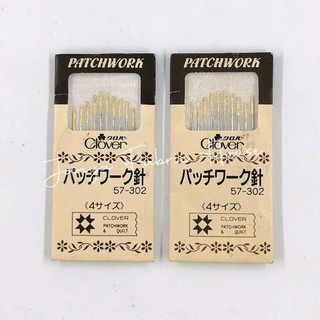 PATCHWORK
クロバー
Clover
パッチワーク針
57-302
〈4サイズ〉
CLOVER
PATCHWORK
& QUILT
PATCHWORK
クロバー
Clover
パッチワーク針
57-302
〈4サイズ〉
CLOVER
PATCHWORK
& QUILT